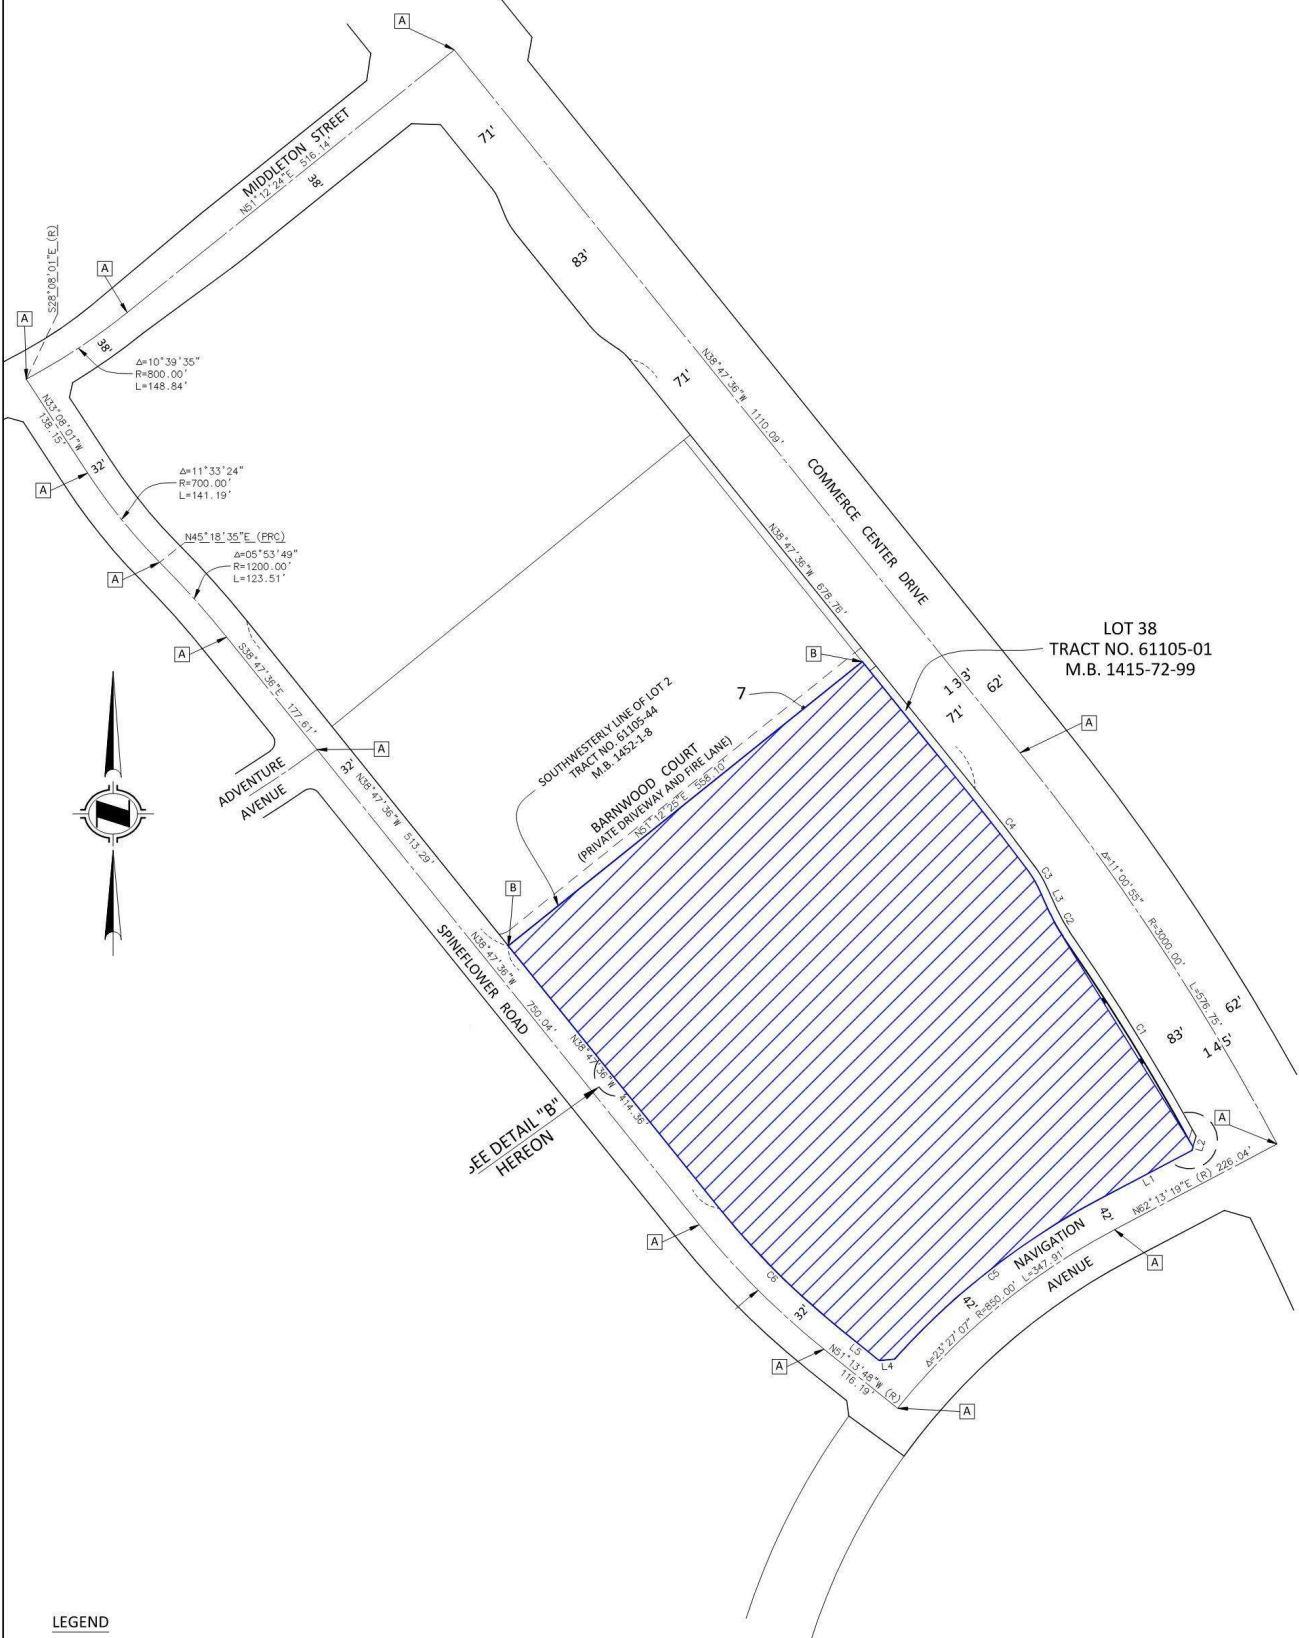 A
MIDDLETON STREET
N51°12'24"E 516.14'
38'
71'
83'
S28°08'01"E (R)
A
A
38'
Δ=10°39'35"
R=800.00'
L=148.84'
71'
N38°47'36"W 1110.09'
N33°08'01"W
138.15'
32'
A
Δ=11°33'24"
R=700.00'
L=141.19'
N45°18'35"E (PRC)
Δ=05°53'49"
R=1200.00'
L=123.51'
A
A
COMMERCE CENTER DRIVE
N38°47'36"W 678.76'
LOT 38
TRACT NO. 61105-01
M.B. 1415-72-99
S38°47'36"E 177.61'
B
133'
62'
71'
A
7
SOUTHWESTERLY LINE OF LOT 2
TRACT NO. 61105-44
M.B. 1452-1-8
BARNWOOD COURT
(PRIVATE DRIVEWAY AND FIRE LANE)
N51°12'25"E 558.10'
A
ADVENTURE
AVENUE
32'
N38°47'36"W 513.29'
C4
C3
L3
C2
Δ=11°00'55" R=3000.00' L=576.75'
B
SPINEFLOWER ROAD
N38°47'36"W 750.04'
N38°47'36"W 414.36'
C1
83'
62'
145'
SEE DETAIL "B"
HEREON
A
L2
L1
N62°13'19"E (R) 226.04'
42'
A
NAVIGATION
AVENUE
C5
42'
Δ=23°27'07" R=850.00' L=347.91'
A
C6
32'
L5
L4
N51°13'48"W (R)
116.19'
A
A
LEGEND